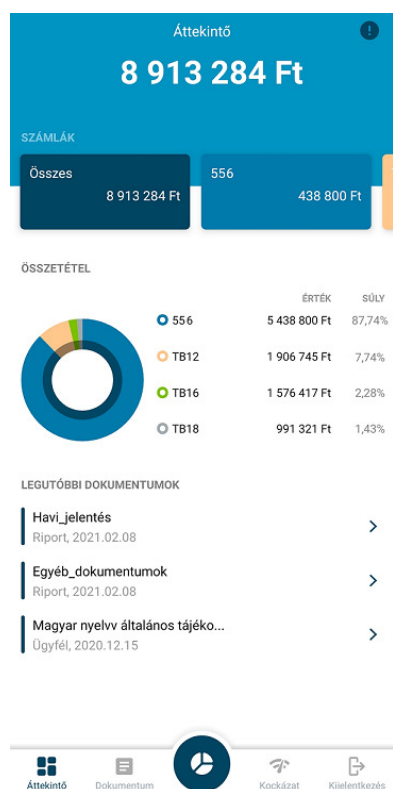 Áttekintő
8 913 284 Ft
SZÁMLÁK
Összes
8 913 284 Ft
556
438 800 Ft
ÖSSZETÉTEL
ÉRTÉK SÚLY
556 5 438 800 Ft 87,74%
TB12 1 906 745 Ft 7,74%
TB16 1 576 417 Ft 2,28%
TB18 991 321 Ft 1,43%
LEGUTÓBBI DOKUMENTUMOK
Havi_jelentés
Riport, 2021.02.08
Egyéb_dokumentumok
Riport, 2021.02.08
Magyar nyelvv általános tájéko...
Ügyfél, 2020.12.15
Áttekintő Dokumentum Kockázat Kijelentkezés